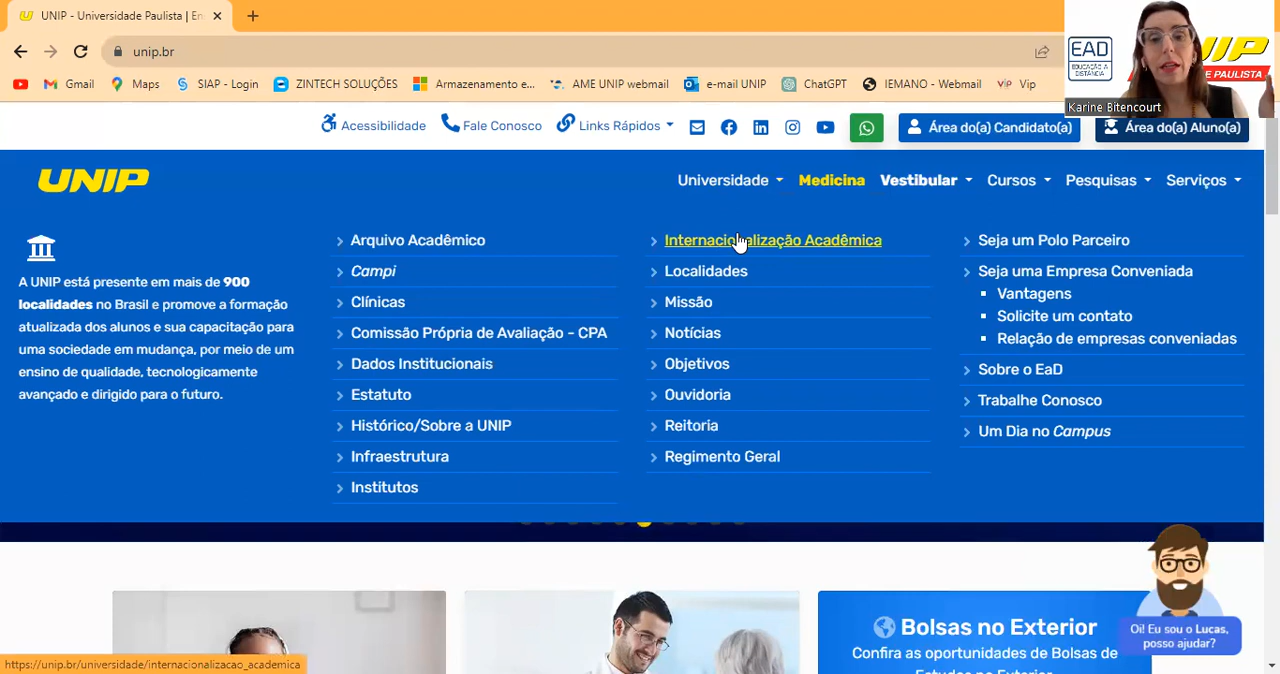 UNIP - Universidade Paulista | En
unip.br
Gmail
Maps
SIAP - Login
ZINTECH SOLUÇÕES
Armazenamento e...
AME UNIP webmail
e-mail UNIP
ChatGPT
IEMANO - Webmail
ViP Vip
EAD
EDUCAÇÃO A
DISTÂNCIA
E PAULISTA
Karine Bitencourt
Acessibilidade
Fale Conosco
Links Rápidos
Área do(a) Candidato(a)
Área do(a) Aluno(a)
UNIP
Universidade
Medicina
Vestibular
Cursos
Pesquisas
Serviços
A UNIP está presente em mais de 900
localidades no Brasil e promove a formação
atualizada dos alunos e sua capacitação para
uma sociedade em mudança, por meio de um
ensino de qualidade, tecnologicamente
avançado e dirigido para o futuro.
Arquivo Acadêmico
Campi
Clínicas
Comissão Própria de Avaliação - CPA
Dados Institucionais
Estatuto
Histórico/Sobre a UNIP
Infraestrutura
Institutos
Internacionalização Acadêmica
Localidades
Missão
Notícias
Objetivos
Ouvidoria
Reitoria
Regimento Geral
Seja um Polo Parceiro
Seja uma Empresa Conveniada
Vantagens
Solicite um contato
Relação de empresas conveniadas
Sobre o EaD
Trabalhe Conosco
Um Dia no Campus
Bolsas no Exterior
Confira as oportunidades de Bolsas de
Estudos no Exterior
Oi! Eu sou o Lucas,
posso ajudar?
https://unip.br/universidade/internacionalizacao_academica